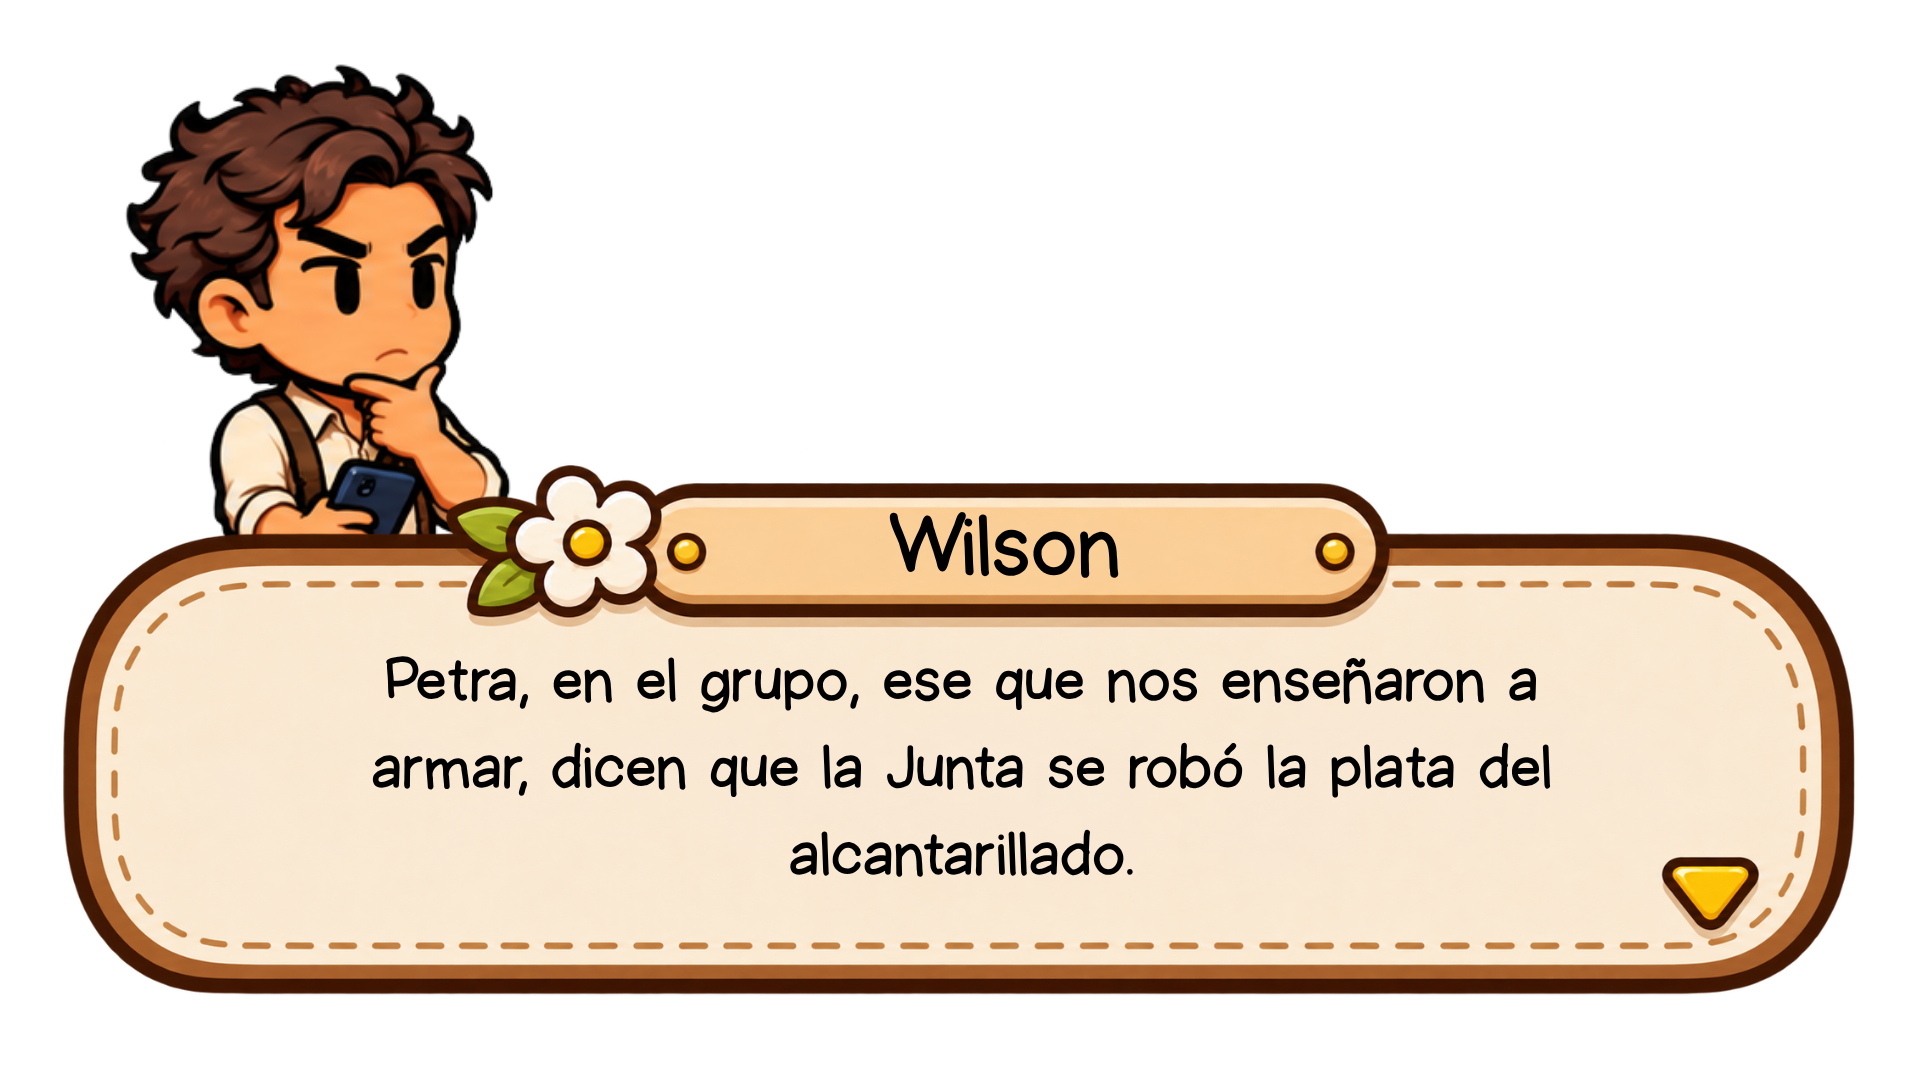 Wilson
Petra, en el grupo, ese que nos enseñaron a
armar, dicen que la Junta se robó la plata del
alcantarillado.